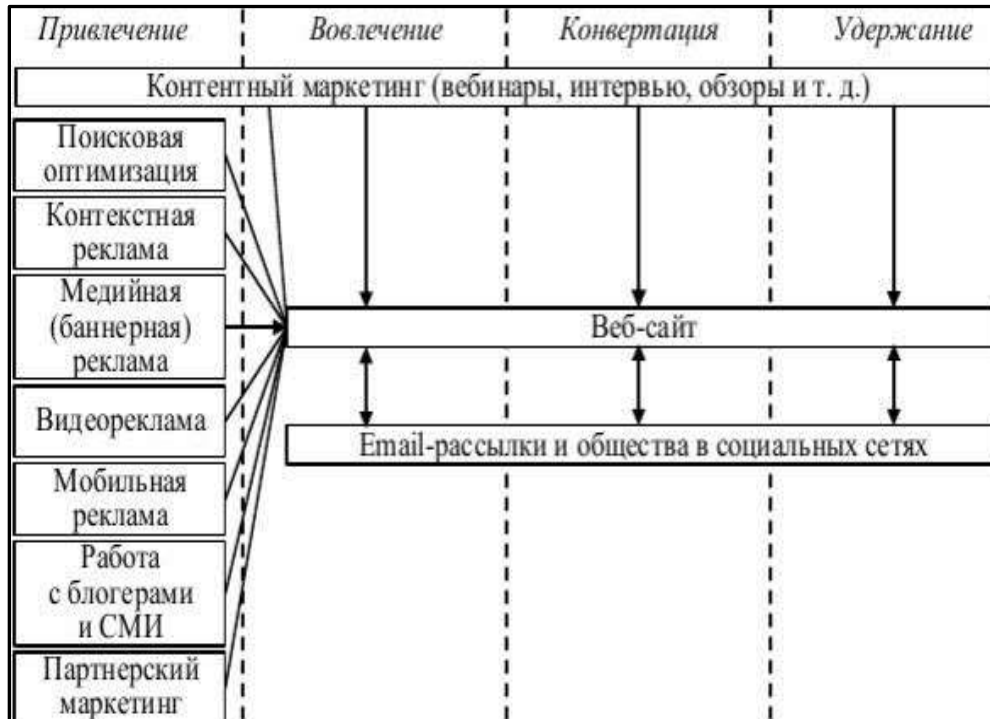 Привлечение Вовлечение Конвертация Удержание
Контентный маркетинг (вебинары, интервью, обзоры и т. д.)
Поисковая
оптимизация
Контекстная
реклама
Медийная
(баннерная)
реклама
Веб-сайт
Видеореклама
Email-рассылки и общества в социальных сетях
Мобильная
реклама
Работа
с блогерами
и СМИ
Партнерский
маркетинг